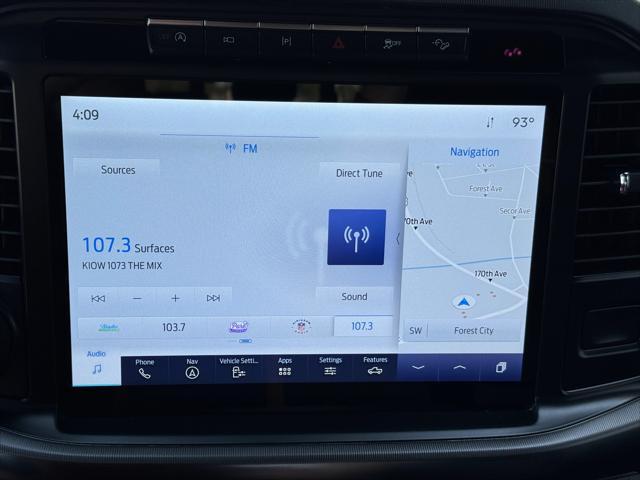 OFF
P
OFF
4:09
93°
FM
Navigation
Sources
Direct Tune
Forest Ave
Secor Ave
70th Ave
107.3 Surfaces
KIOW 1073 THE MIX
170th Ave
Sound
103.7
107.3
SW
Forest City
Audio
Phone
Nav
Vehicle Setti...
Apps
Settings
Features